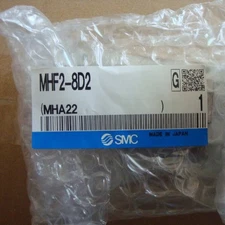 MHF2-8D2
G
(MHA22 )
1
SMC
MADE IN JAPAN